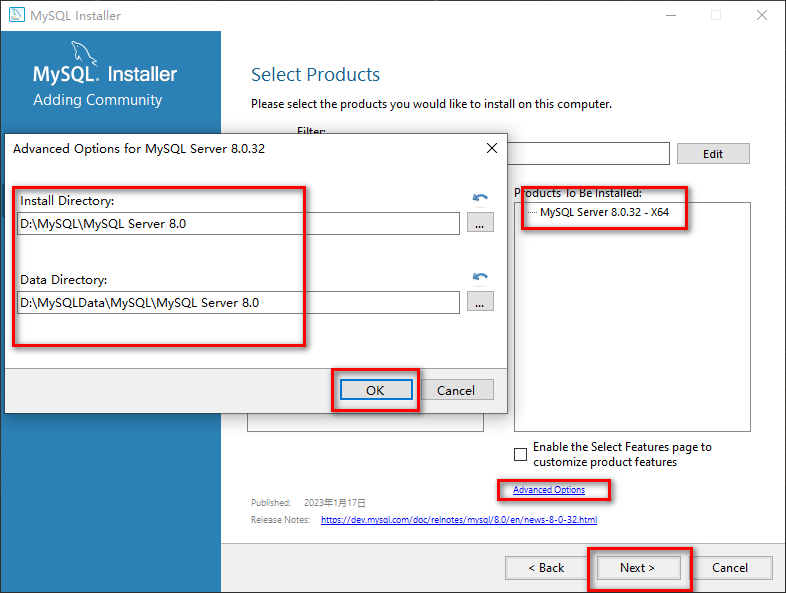 MySQL Installer
MySQL. Installer
Adding Community
Select Products
Please select the products you would like to install on this computer.
Filter:
Edit
Advanced Options for MySQL Server 8.0.32
Install Directory:
D:\MySQL\MySQL Server 8.0
...
Data Directory:
D:\MySQLData\MySQL\MySQL Server 8.0
...
OK
Cancel
Products To Be Installed:
MySQL Server 8.0.32 - X64
Enable the Select Features page to
customize product features
Advanced Options
Published: 2023年1月17日
Release Notes: https://dev.mysql.com/doc/relnotes/mysql/8.0/en/news-8-0-32.html
< Back
Next >
Cancel